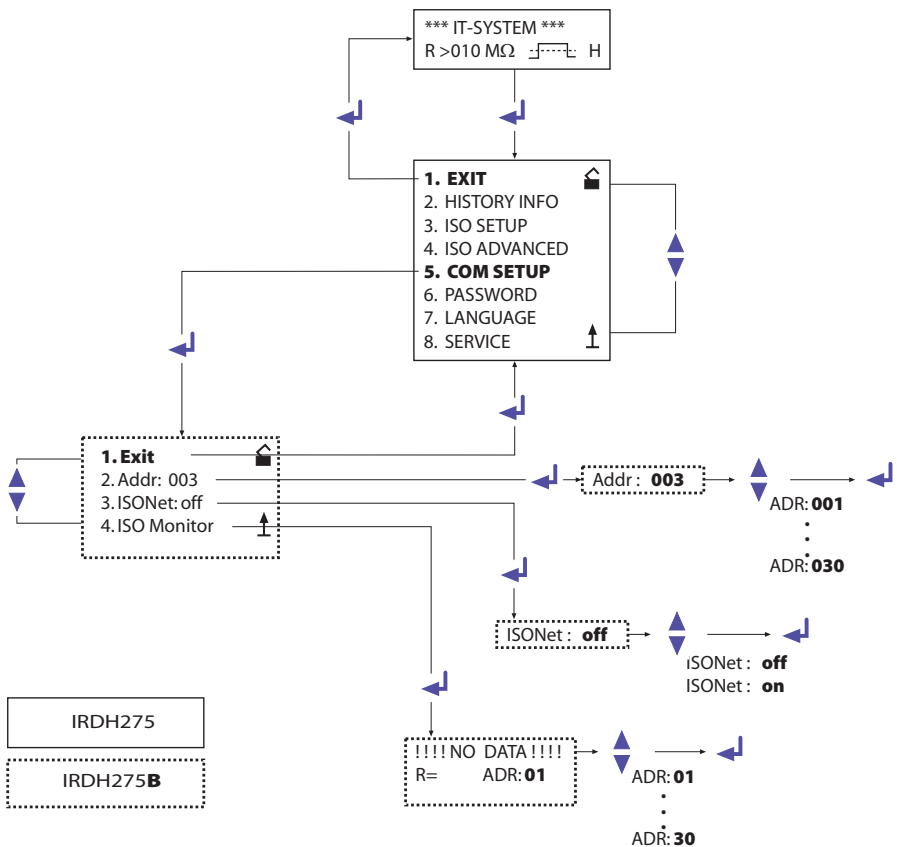 *** IT-SYSTEM ***
R >010 MΩ H
1. EXIT
2. HISTORY INFO
3. ISO SETUP
4. ISO ADVANCED
5. COM SETUP
6. PASSWORD
7. LANGUAGE
8. SERVICE
1. Exit
2. Addr: 003
3. ISONet: off
4. ISO Monitor
Addr : 003
ADR: 001
ADR: 030
ISONet : off
ISONet : off
ISONet : on
!!!! NO DATA !!!!
R= ADR: 01
ADR: 01
ADR: 30
IRDH275
IRDH275B